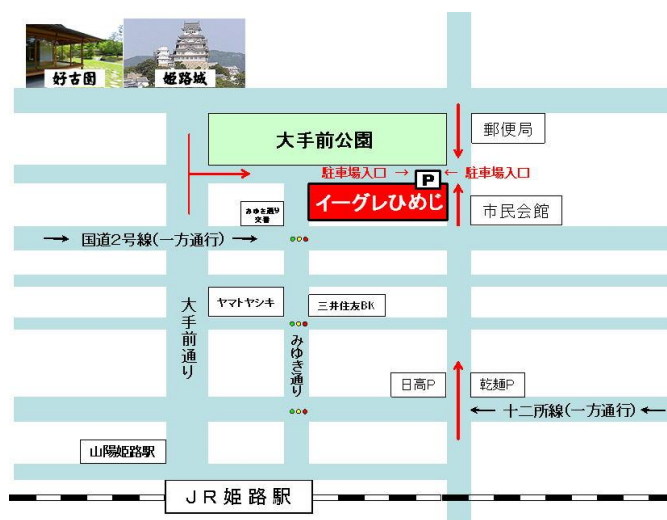 好古園
姫路城
大手前公園
郵便局
駐車場入口 →
P
← 駐車場入口
イーグレひめじ
みゆき通り
交番
市民会館
→ 国道2号線(一方通行) →
ヤマトヤシキ
三井住友BK
大手前通り
みゆき通り
日高P
乾麺P
← 十二所線(一方通行) ←
山陽姫路駅
JR姫路駅